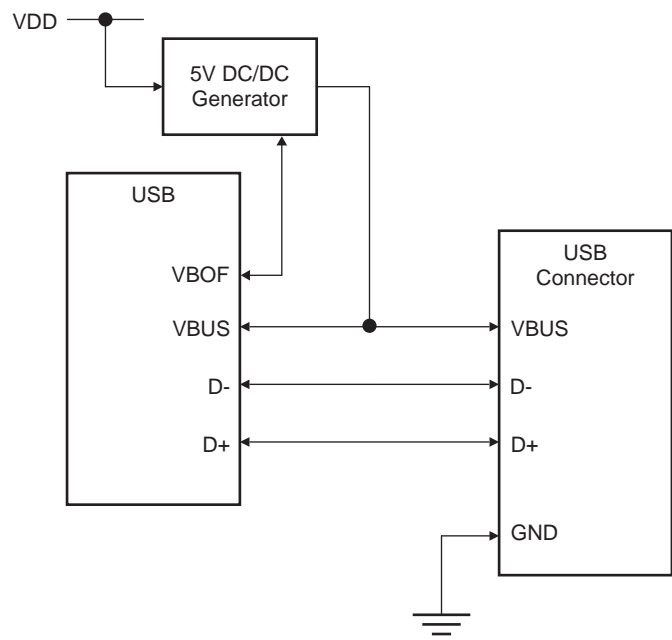 VDD
5V DC/DC
Generator
USB
VBOF
VBUS
D-
D+
USB
Connector
VBUS
D-
D+
GND